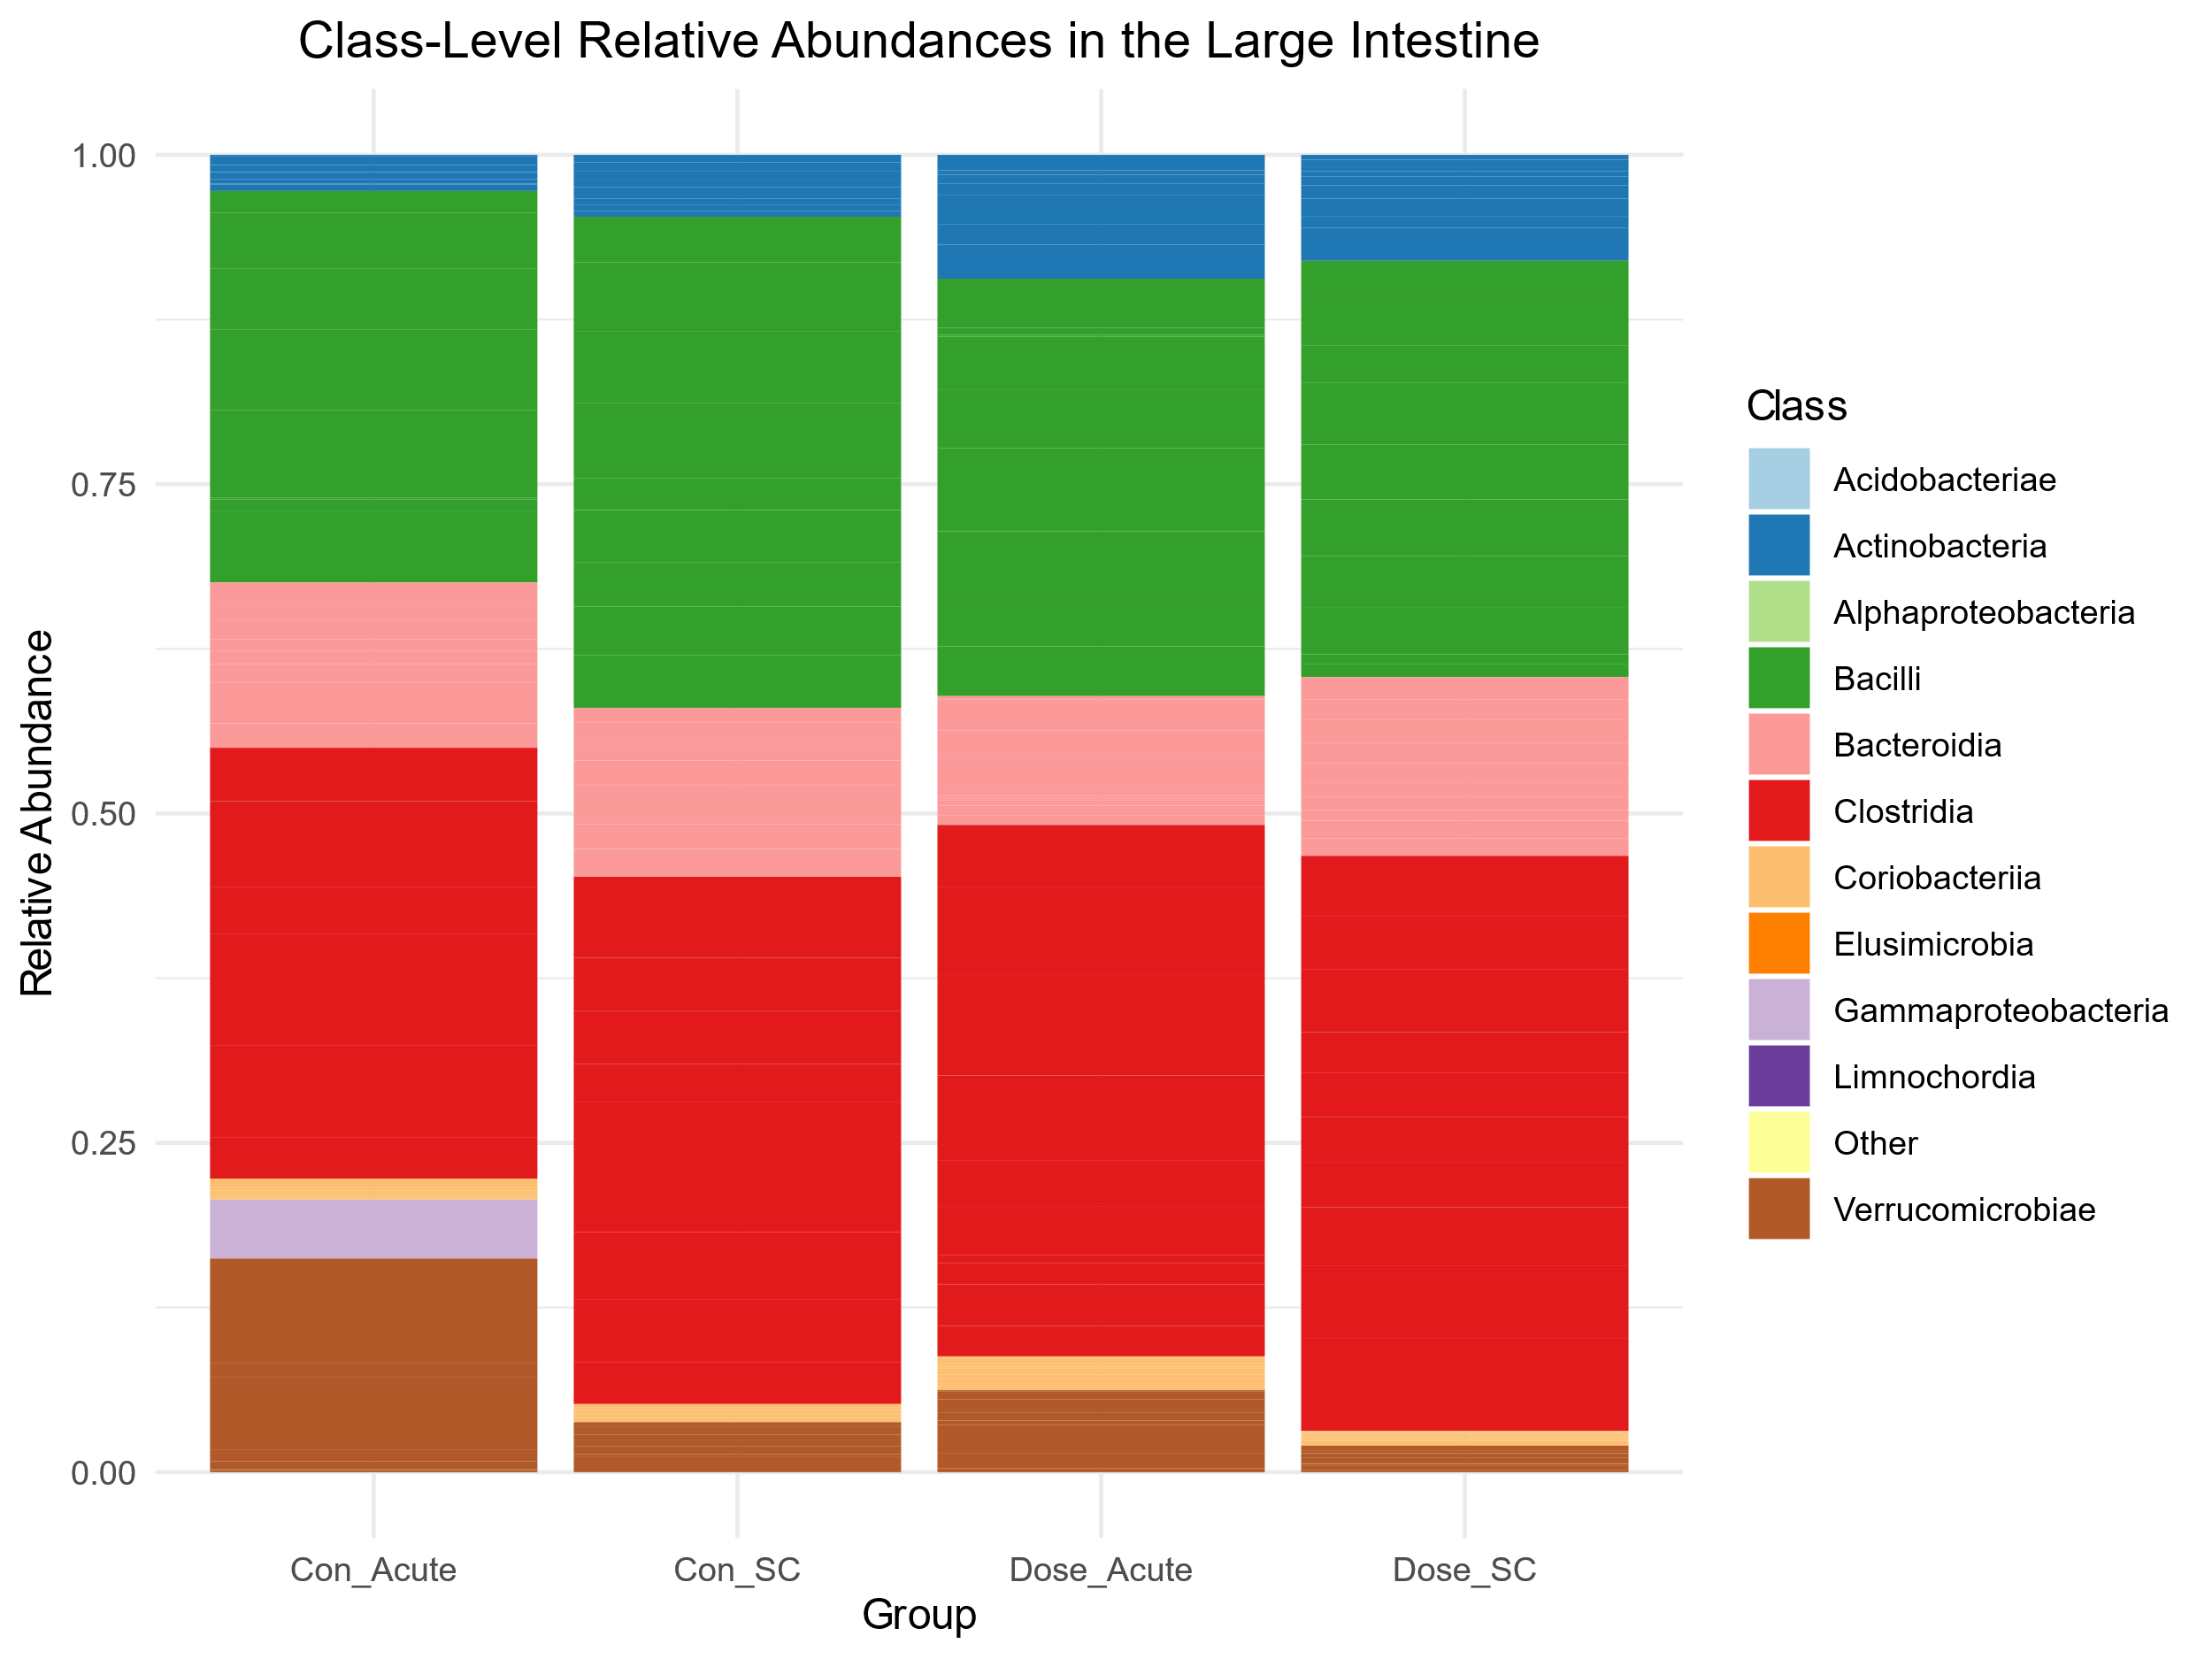 Class-Level Relative Abundances in the Large Intestine
Relative Abundance
1.00
0.75
0.50
0.25
0.00
Con_Acute
Con_SC
Dose_Acute
Dose_SC
Group
Class
Acidobacteriae
Actinobacteria
Alphaproteobacteria
Bacilli
Bacteroidia
Clostridia
Coriobacteriia
Elusimicrobia
Gammaproteobacteria
Limnochordia
Other
Verrucomicrobiae